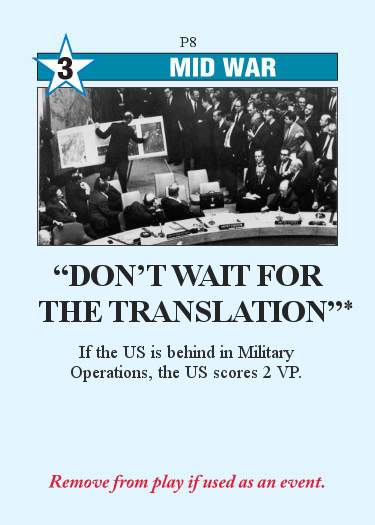 P8
3
MID WAR
“DON’T WAIT FOR
THE TRANSLATION”*
If the US is behind in Military
Operations, the US scores 2 VP.
Remove from play if used as an event.